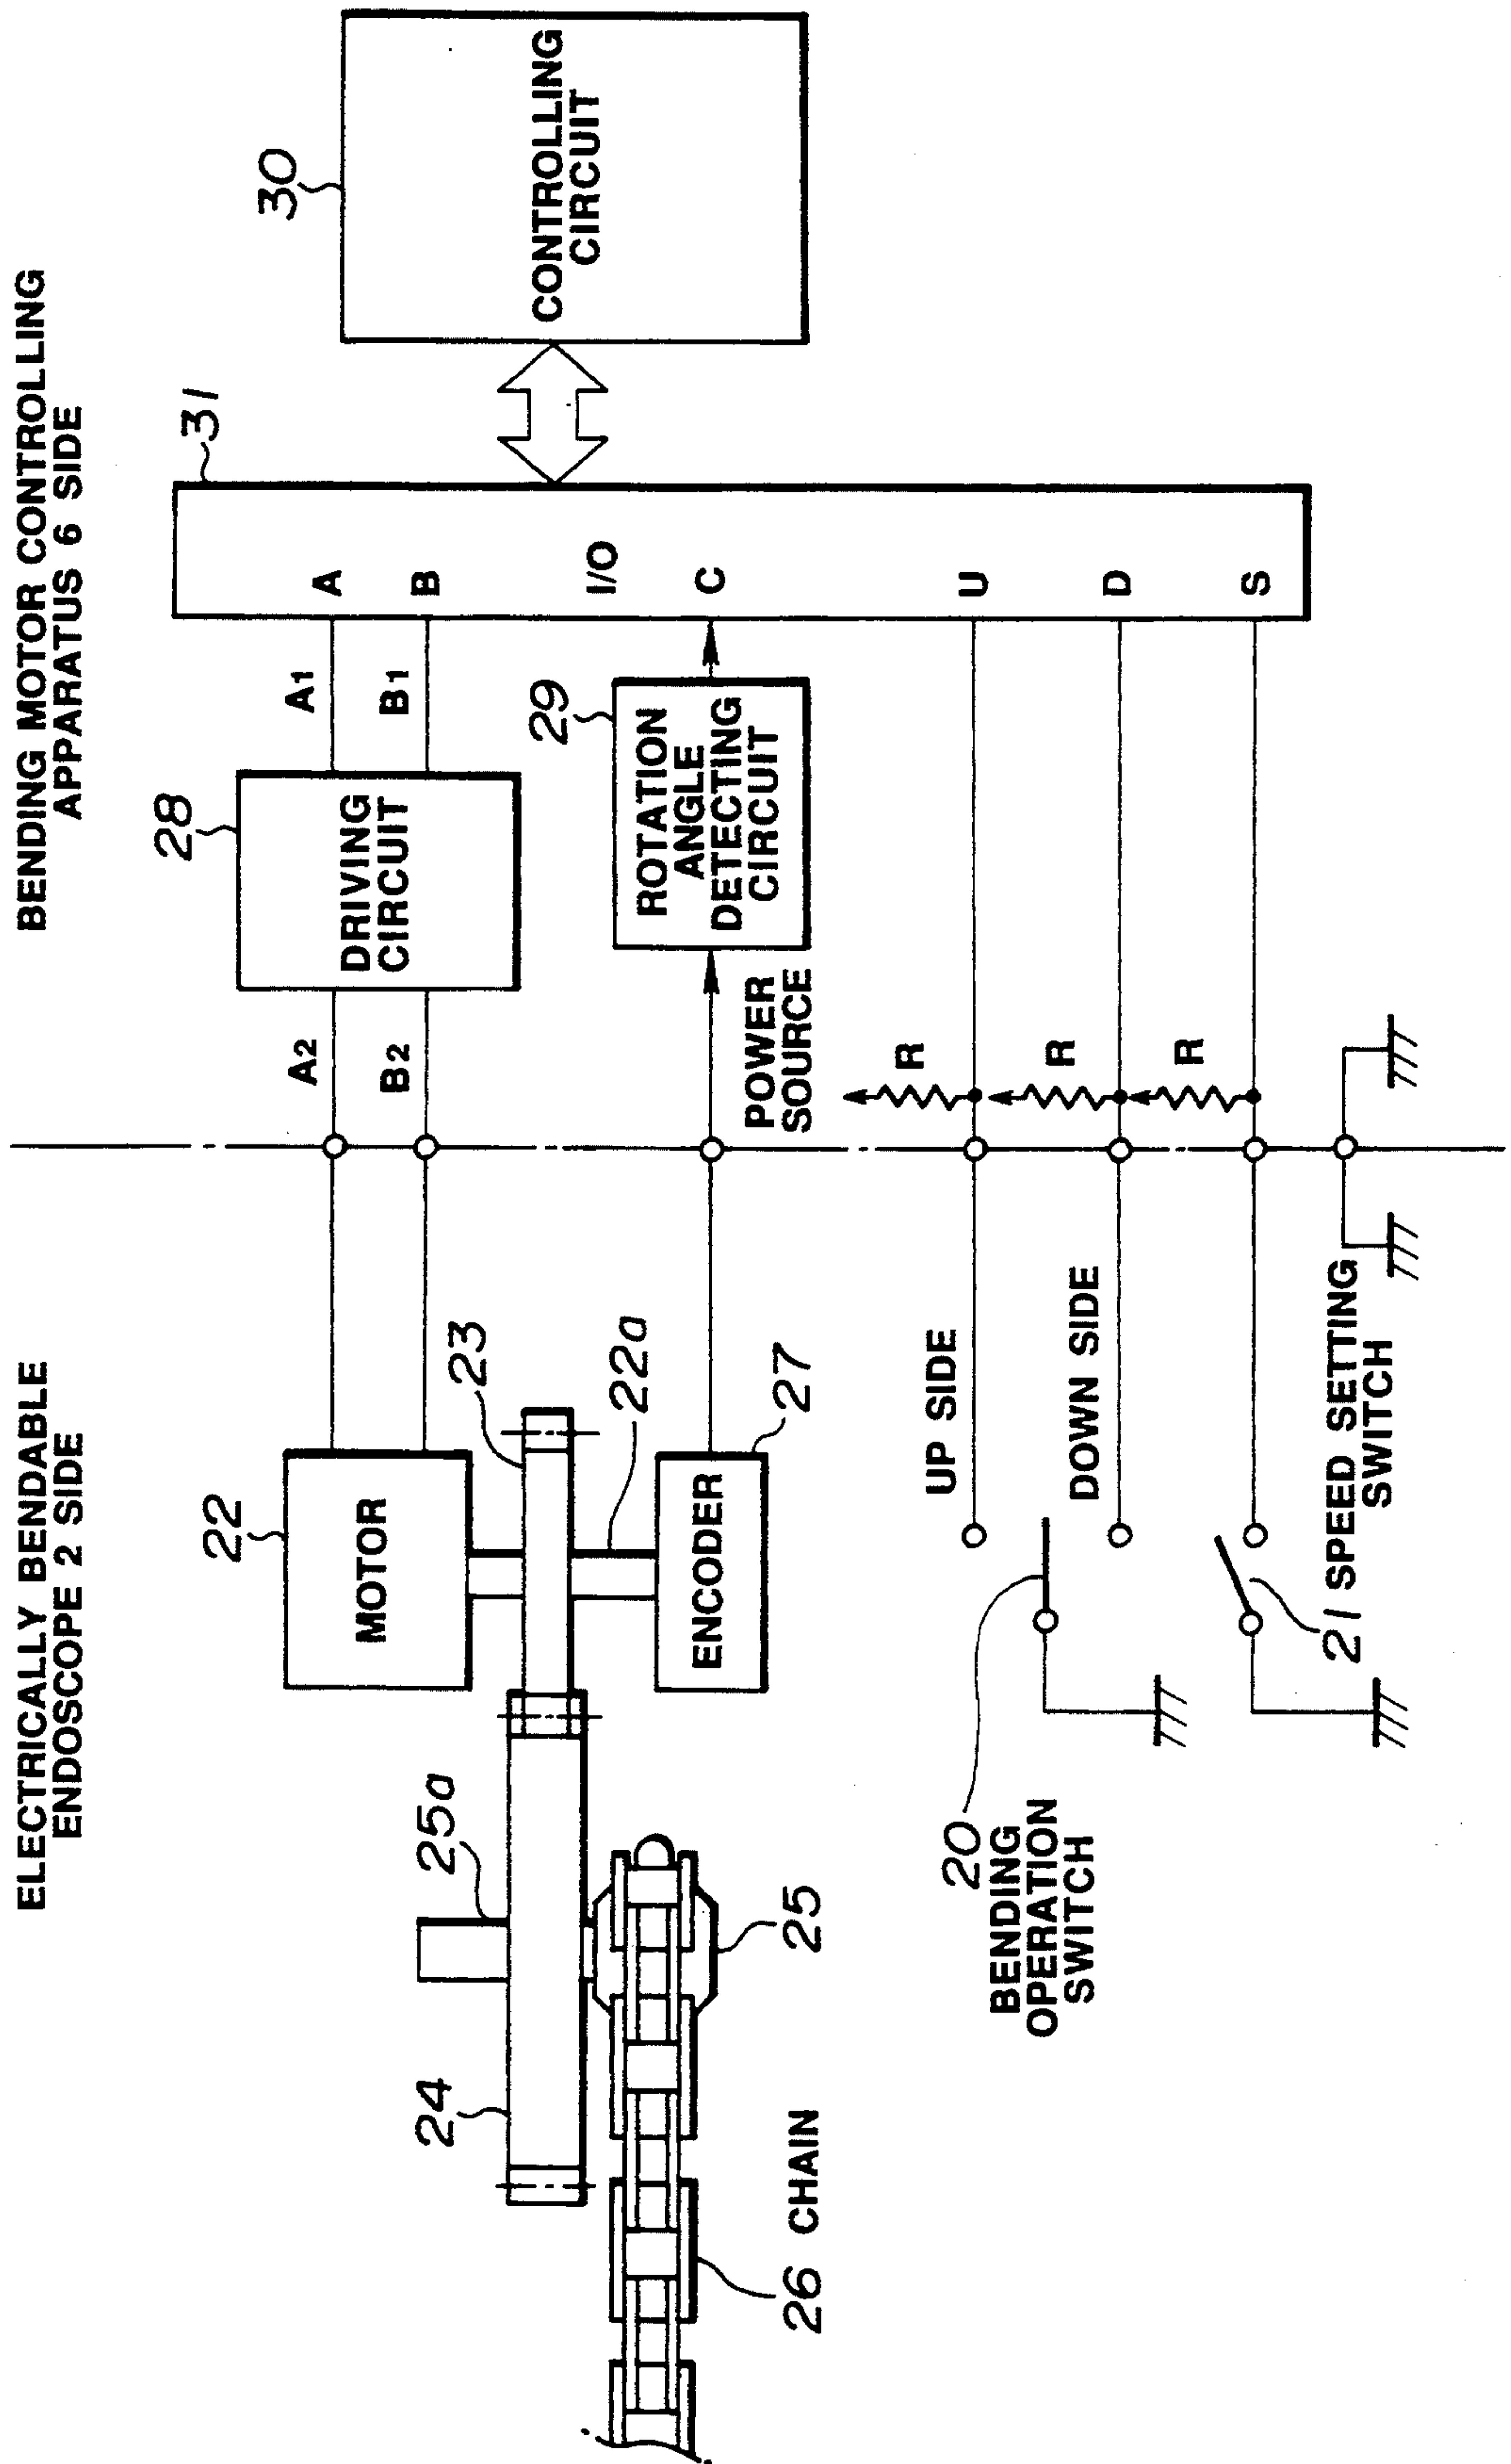 ELECTRICALLY BENDABLE
ENDOSCOPE 2 SIDE
BENDING MOTOR CONTROLLING
APPARATUS 6 SIDE
22
MOTOR
25a
24
23
22a
27
ENCODER
25
26 CHAIN
A2
B2
28
DRIVING
CIRCUIT
A1
B1
31
A
B
I/O
C
U
D
S
30
CONTROLLING
CIRCUIT
29
ROTATION
ANGLE
DETECTING
CIRCUIT
POWER
SOURCE
R
R
R
UP SIDE
DOWN SIDE
20
BENDING
OPERATION
SWITCH
21 SPEED SETTING
SWITCH